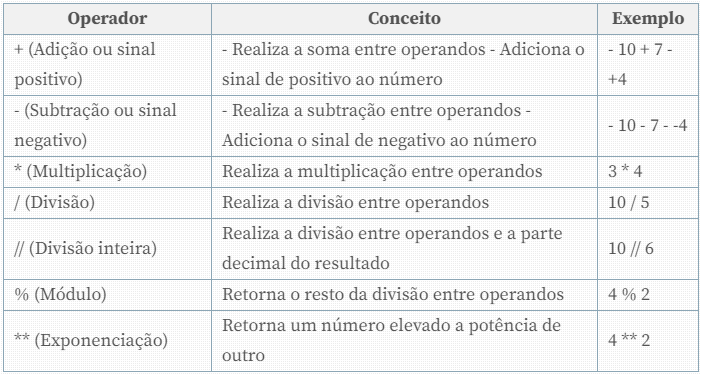 Operador Conceito Exemplo
+ (Adição ou sinal positivo) - Realiza a soma entre operandos - Adiciona o sinal de positivo ao número - 10 + 7 - +4
- (Subtração ou sinal negativo) - Realiza a subtração entre operandos - Adiciona o sinal de negativo ao número - 10 - 7 - -4
* (Multiplicação) Realiza a multiplicação entre operandos 3 * 4
/ (Divisão) Realiza a divisão entre operandos 10 / 5
// (Divisão inteira) Realiza a divisão entre operandos e a parte decimal do resultado 10 // 6
% (Módulo) Retorna o resto da divisão entre operandos 4 % 2
** (Exponenciação) Retorna um número elevado a potência de outro 4 ** 2